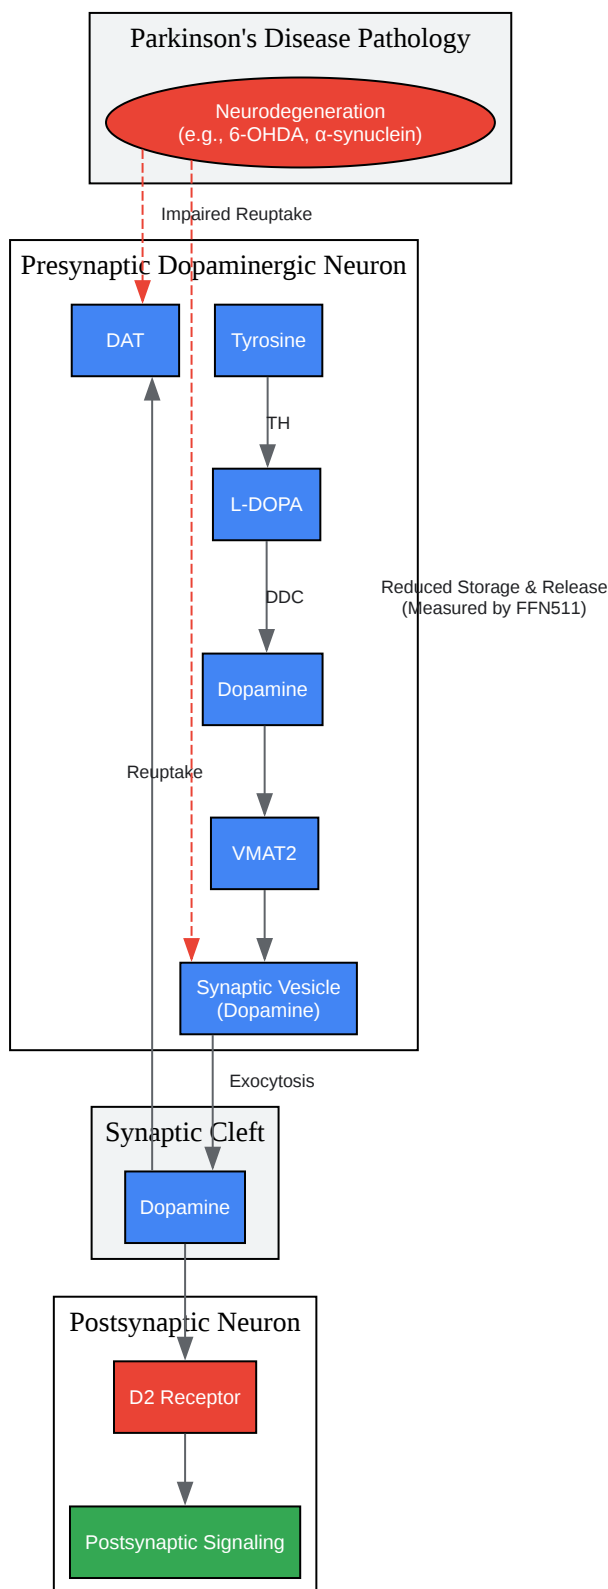 Parkinson's Disease Pathology
Neurodegeneration
(e.g., 6-OHDA, α-synuclein)
Impaired Reuptake
Presynaptic Dopaminergic Neuron
DAT
Tyrosine
TH
L-DOPA
DDC
Reduced Storage & Release
(Measured by FFN511)
Dopamine
Reuptake
VMAT2
Synaptic Vesicle
(Dopamine)
Exocytosis
Synaptic Cleft
Dopamine
Postsynaptic Neuron
D2 Receptor
Postsynaptic Signaling